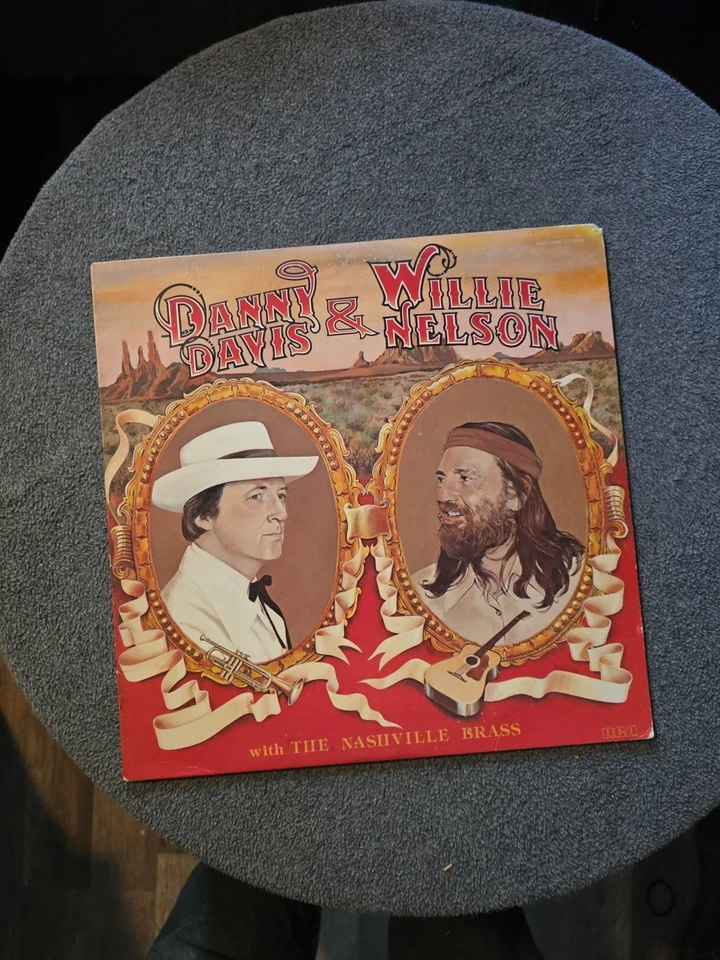 DANNY DAVIS & WILLIE NELSON
with THE NASHVILLE BRASS
RCA